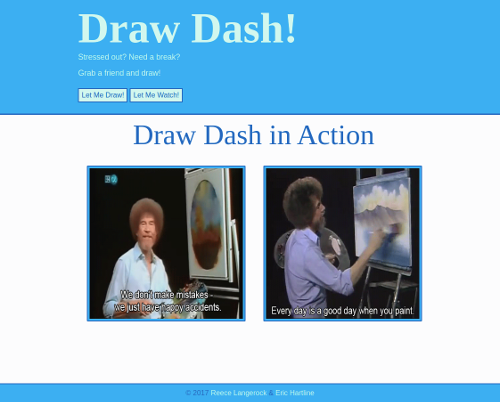 Draw Dash!
Stressed out? Need a break?
Grab a friend and draw!
Let Me Draw! Let Me Watch!
Draw Dash in Action
We don't make mistakes -
we just have happy accidents.
Every day is a good day when you paint.
© 2017 Reece Langerock & Eric Hartline